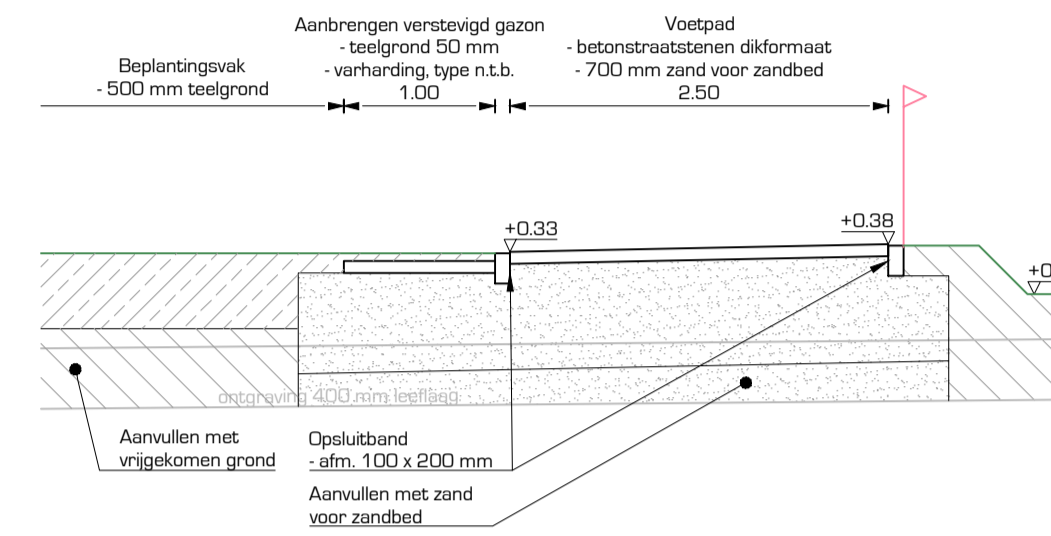 Beplantingsvak
- 500 mm teelgrond
Aanbrengen verstevigd gazon
- teelgrond 50 mm
- varharding, type n.t.b.
1.00
Voetpad
- betonstraatstenen dikformaat
- 700 mm zand voor zandbed
2.50
+0.33
+0.38
ontgraving 400 mm leeflaag
Aanvullen met
vrijgekomen grond
Opsluitband
- afm. 100 x 200 mm
Aanvullen met zand
voor zandbed